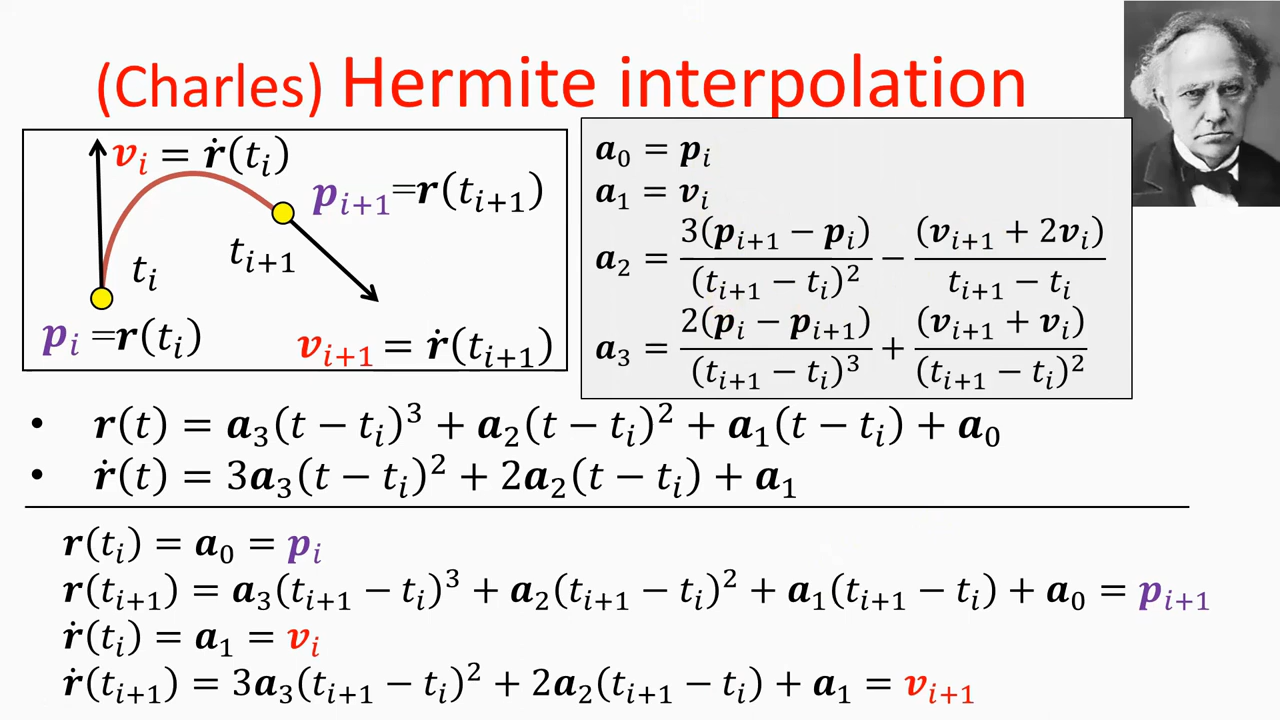 (Charles) Hermite interpolation
𝒗ᵢ = 𝒓̇(tᵢ)
𝒑ᵢ₊₁=𝒓(tᵢ₊₁)
tᵢ₊₁
tᵢ
𝒑ᵢ =𝒓(tᵢ)
𝒗ᵢ₊₁ = 𝒓̇(tᵢ₊₁)
𝒂₀ = 𝒑ᵢ
𝒂₁ = 𝒗ᵢ
𝒂₂ = 3(𝒑ᵢ₊₁ − 𝒑ᵢ)/(tᵢ₊₁ − tᵢ)² − (𝒗ᵢ₊₁ + 2𝒗ᵢ)/tᵢ₊₁ − tᵢ
𝒂₃ = 2(𝒑ᵢ − 𝒑ᵢ₊₁)/(tᵢ₊₁ − tᵢ)³ + (𝒗ᵢ₊₁ + 𝒗ᵢ)/(tᵢ₊₁ − tᵢ)²
• 𝒓(t) = 𝒂₃(t − tᵢ)³ + 𝒂₂(t − tᵢ)² + 𝒂₁(t − tᵢ) + 𝒂₀
• 𝒓̇(t) = 3𝒂₃(t − tᵢ)² + 2𝒂₂(t − tᵢ) + 𝒂₁
𝒓(tᵢ) = 𝒂₀ = 𝒑ᵢ
𝒓(tᵢ₊₁) = 𝒂₃(tᵢ₊₁ − tᵢ)³ + 𝒂₂(tᵢ₊₁ − tᵢ)² + 𝒂₁(tᵢ₊₁ − tᵢ) + 𝒂₀ = 𝒑ᵢ₊₁
𝒓̇(tᵢ) = 𝒂₁ = 𝒗ᵢ
𝒓̇(tᵢ₊₁) = 3𝒂₃(tᵢ₊₁ − tᵢ)² + 2𝒂₂(tᵢ₊₁ − tᵢ) + 𝒂₁ = 𝒗ᵢ₊₁